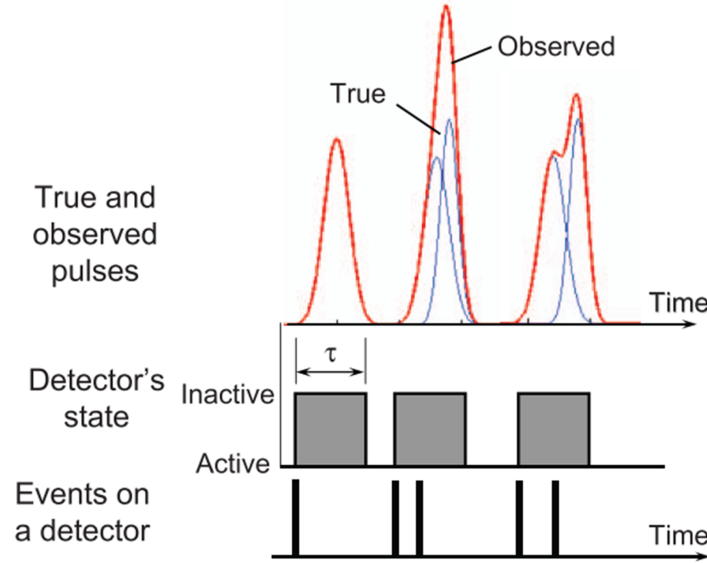 Observed
True
True and
observed
pulses
Time
τ
Detector's
state
Inactive
Active
Events on
a detector
Time